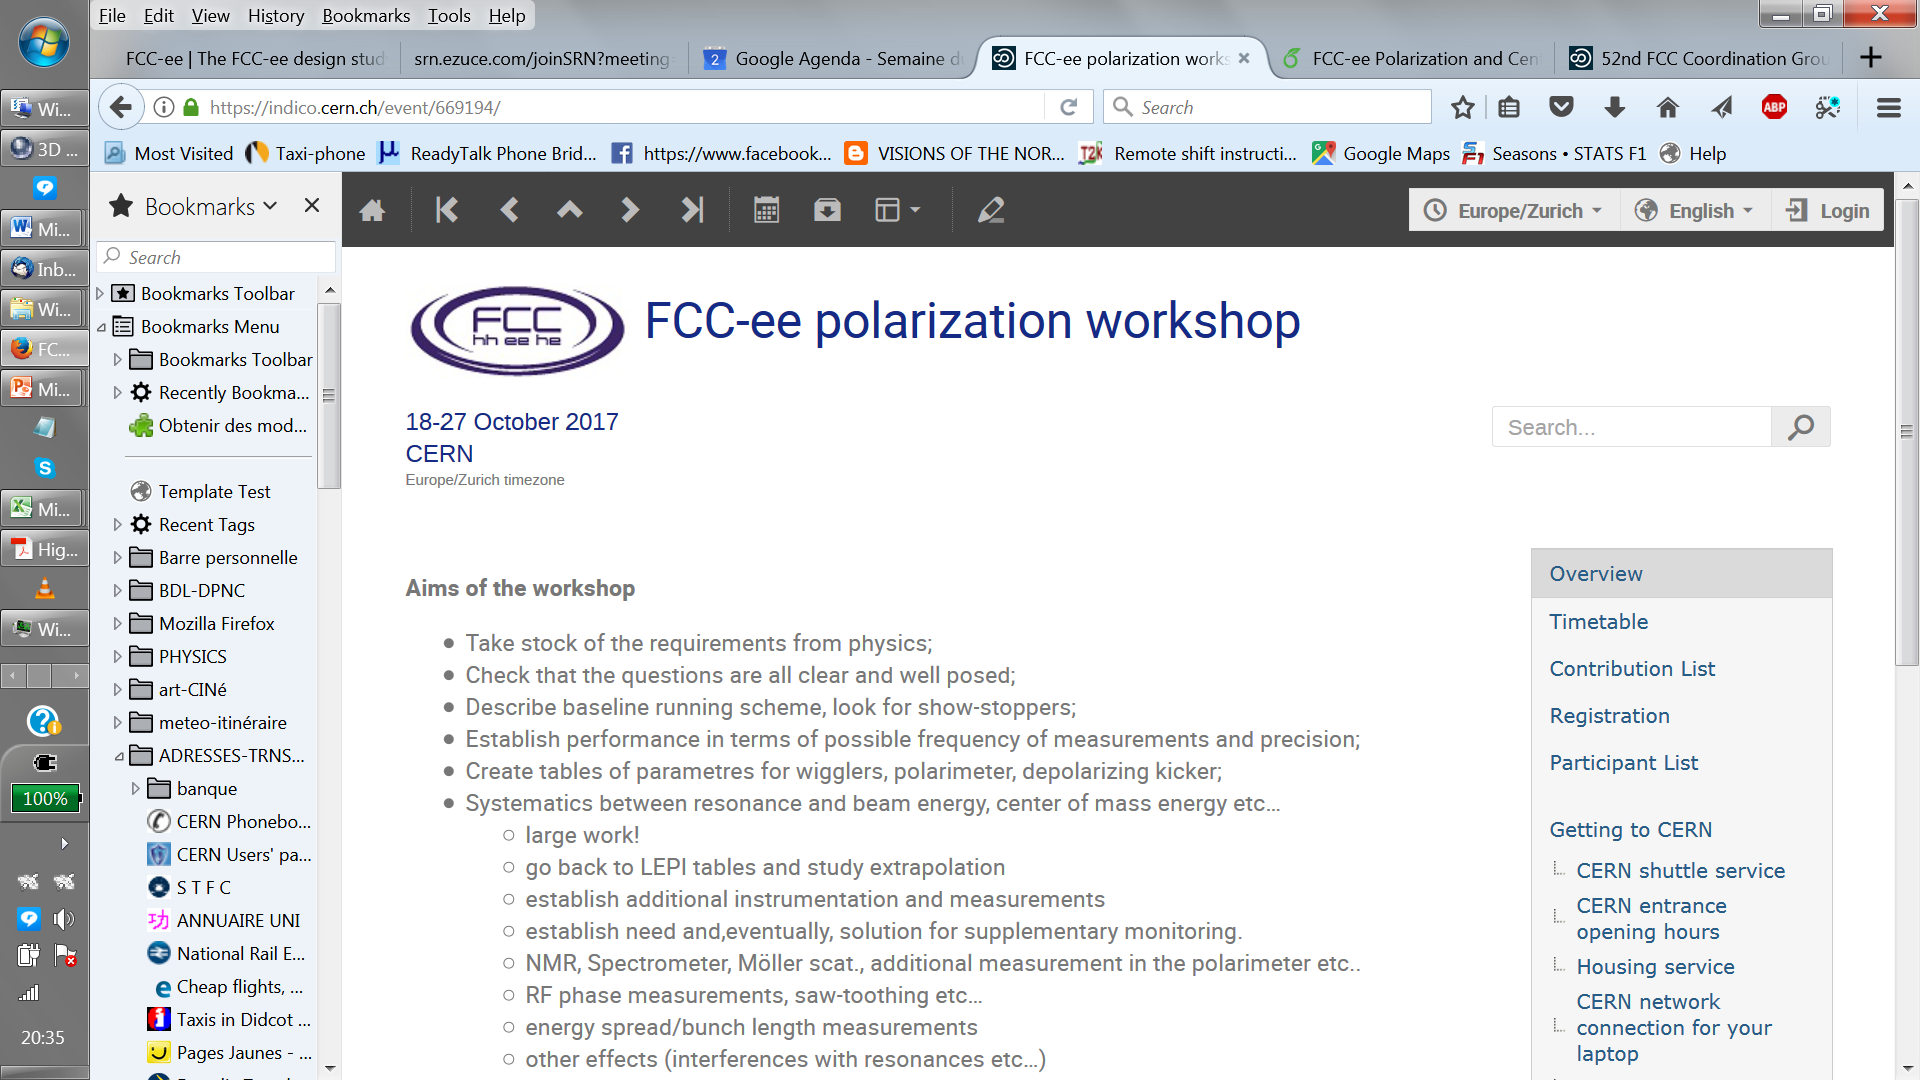 File Edit View History Bookmarks Tools Help
FCC-ee | The FCC-ee design stud
srn.ezuce.com/joinSRN?meeting
2 Google Agenda - Semaine d
FCC-ee polarization works
FCC-ee Polarization and Cen
52nd FCC Coordination Grou
https://indico.cern.ch/event/669194/
Search
ABP
Most Visited Taxi-phone ReadyTalk Phone Brid... https://www.facebook... VISIONS OF THE NOR... T2K Remote shift instructi... Google Maps Seasons • STATS F1 Help
Wi...
3D ...
Mi...
Inb...
Wi...
FC...
Mi...
Mi...
Hig...
Wi...
100%
20:35
Bookmarks
Search
Bookmarks Toolbar
Bookmarks Menu
Bookmarks Toolbar
Recently Bookma...
Obtenir des mod...
Template Test
Recent Tags
Barre personnelle
BDL-DPNC
Mozilla Firefox
PHYSICS
art-CINé
meteo-itinéraire
ADRESSES-TRNS...
banque
CERN Phonebo...
CERN Users' pa...
S T F C
功 ANNUAIRE UNI
National Rail E...
Cheap flights, ...
Taxis in Didcot ...
Pages Jaunes - ...
Europe/Zurich English Login
FCC
hh ee he
FCC-ee polarization workshop
18-27 October 2017
CERN
Europe/Zurich timezone
Search...
Aims of the workshop
Take stock of the requirements from physics;
Check that the questions are all clear and well posed;
Describe baseline running scheme, look for show-stoppers;
Establish performance in terms of possible frequency of measurements and precision;
Create tables of parametres for wigglers, polarimeter, depolarizing kicker;
Systematics between resonance and beam energy, center of mass energy etc...
large work!
go back to LEPI tables and study extrapolation
establish additional instrumentation and measurements
establish need and,eventually, solution for supplementary monitoring.
NMR, Spectrometer, Möller scat., additional measurement in the polarimeter etc..
RF phase measurements, saw-toothing etc...
energy spread/bunch length measurements
other effects (interferences with resonances etc...)
Overview
Timetable
Contribution List
Registration
Participant List
Getting to CERN
CERN shuttle service
CERN entrance
opening hours
Housing service
CERN network
connection for your
laptop